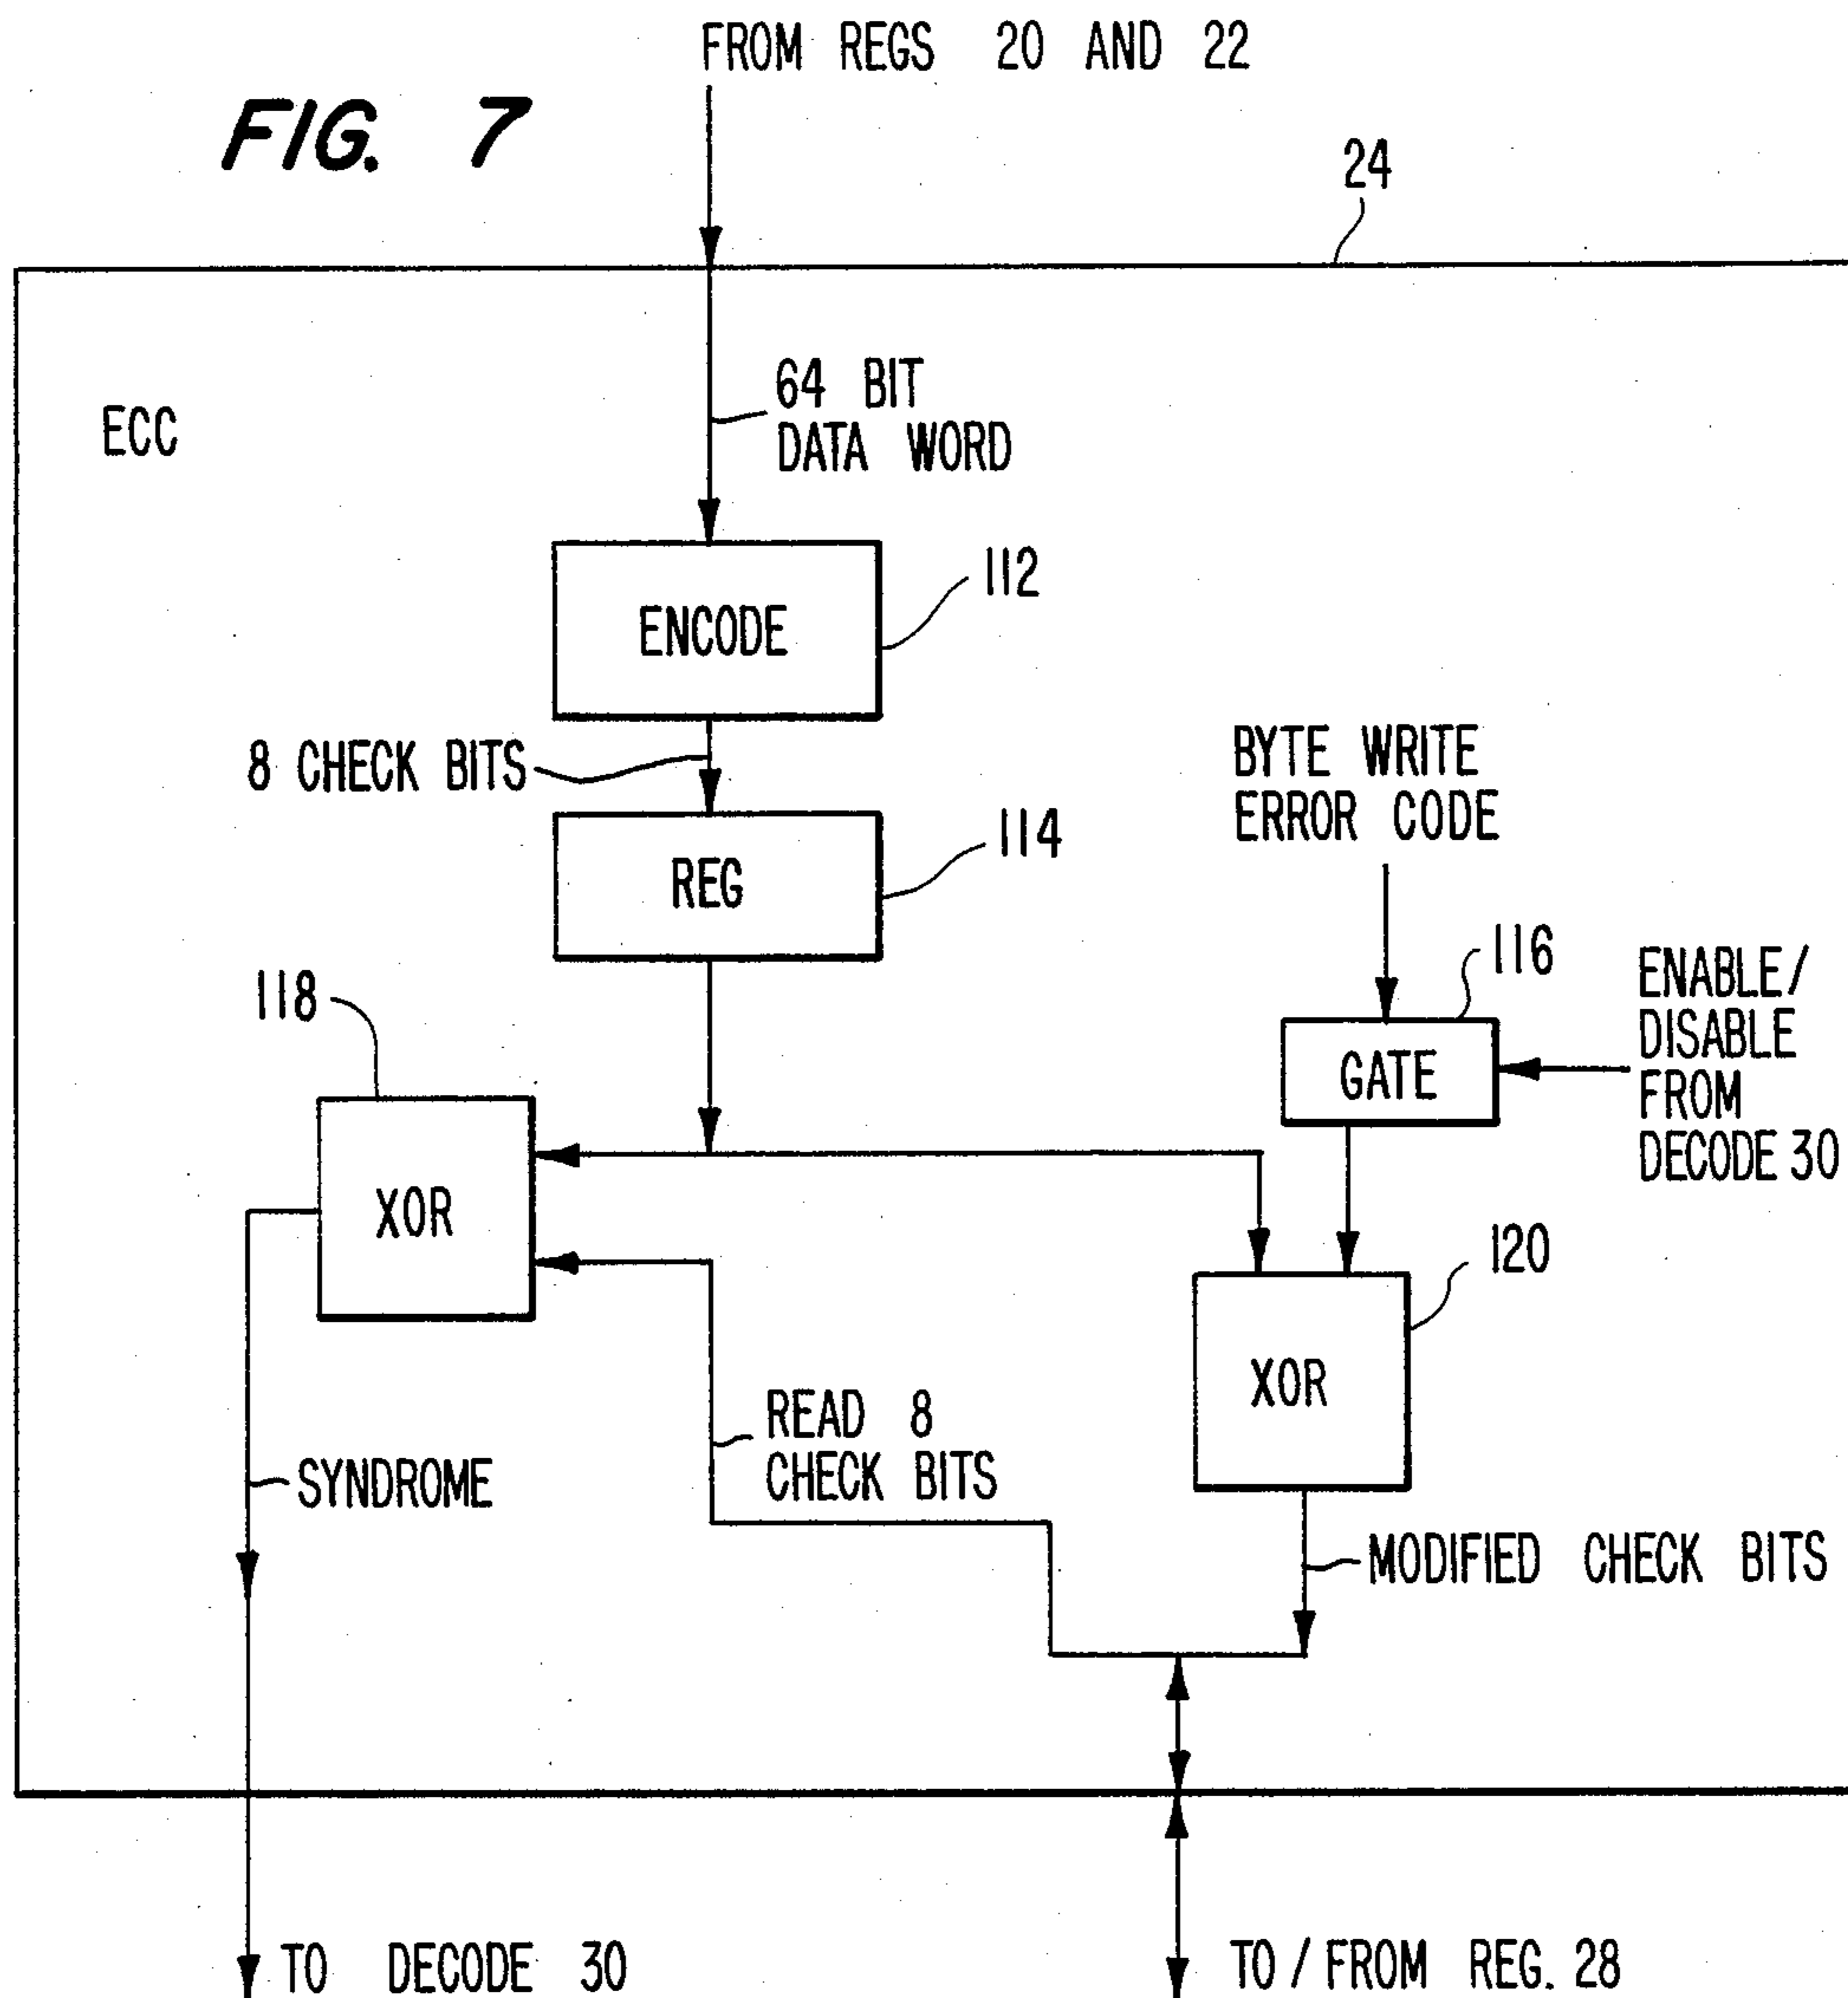 FROM REGS 20 AND 22
FIG. 7
24
64 BIT
DATA WORD
ECC
112
ENCODE
8 CHECK BITS
BYTE WRITE
ERROR CODE
114
REG
116
ENABLE/
DISABLE
FROM
DECODE 30
118
GATE
XOR
120
XOR
READ 8
CHECK BITS
SYNDROME
MODIFIED CHECK BITS
TO DECODE 30
TO / FROM REG. 28